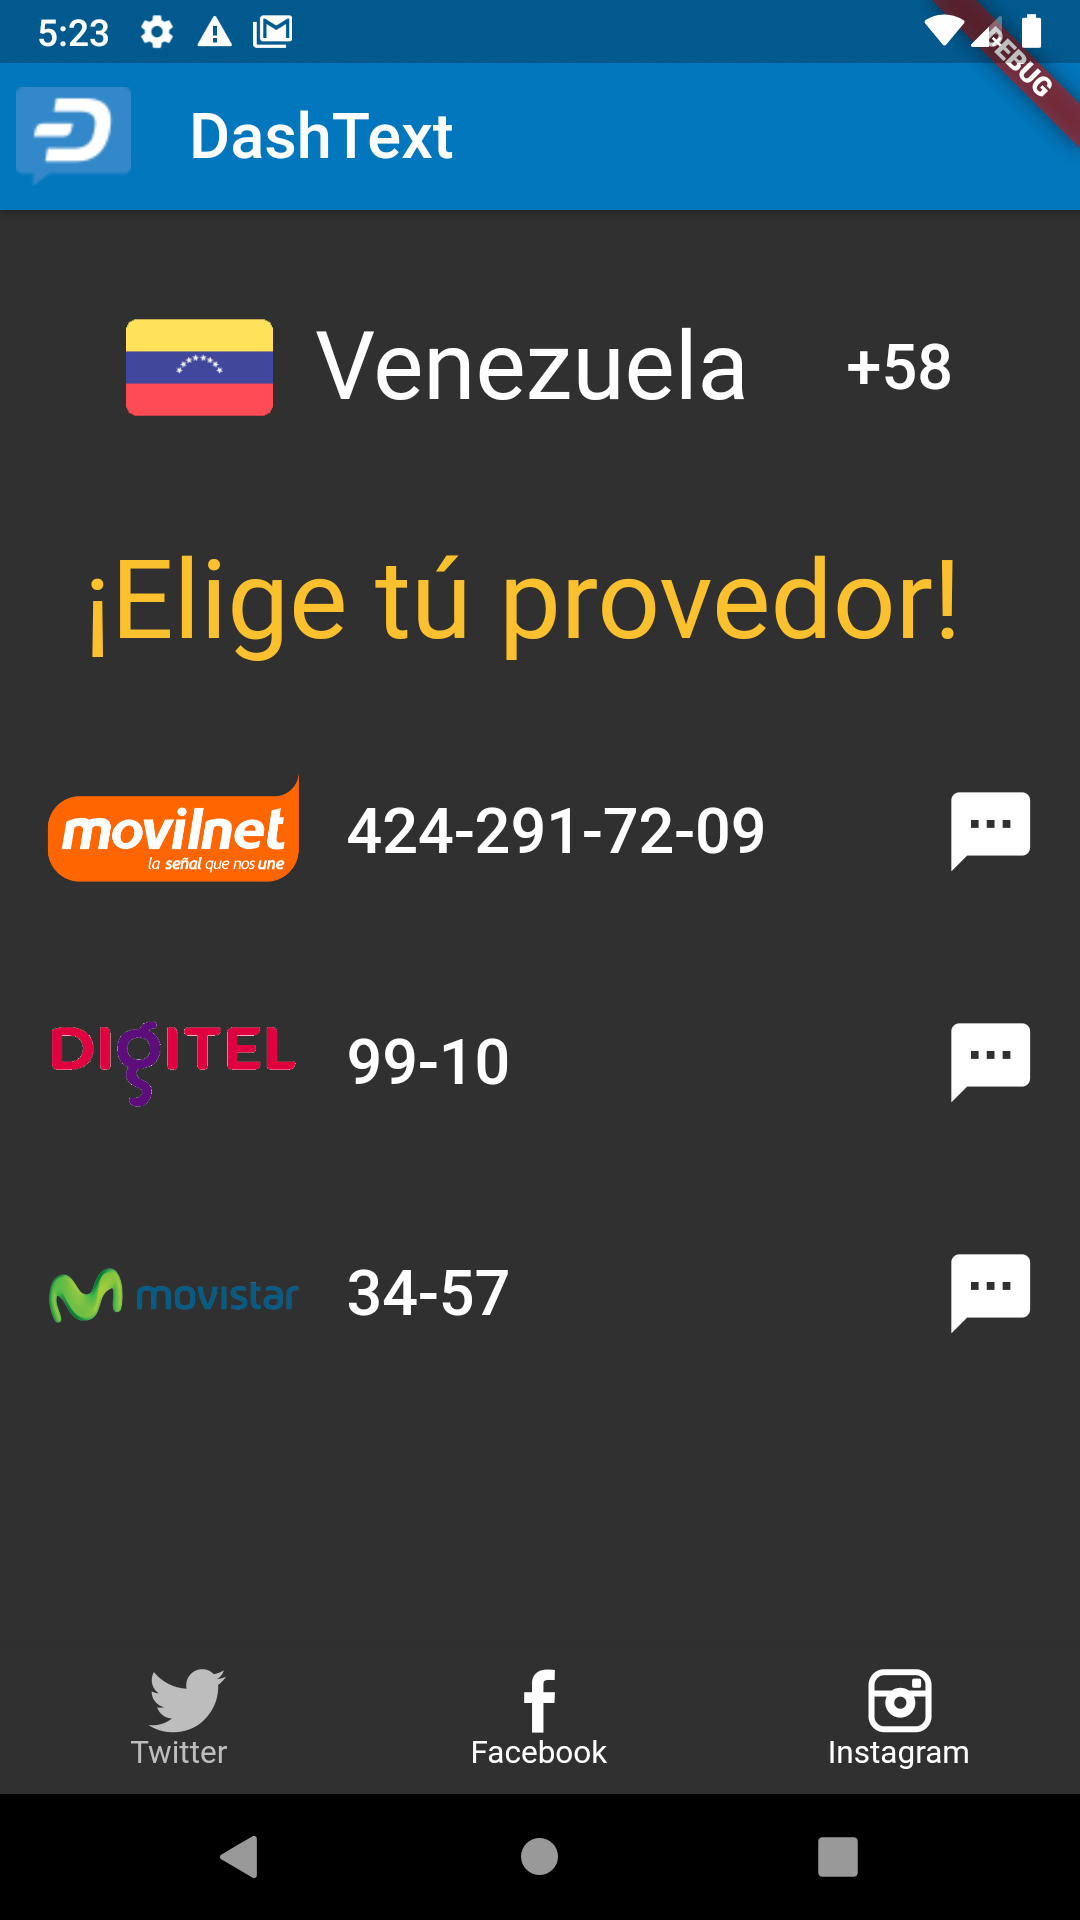 5:23
DEBUG
DashText
Venezuela +58
¡Elige tú provedor!
movilnet 424-291-72-09
la señal que nos une
DIGITEL 99-10
movistar 34-57
Twitter Facebook Instagram